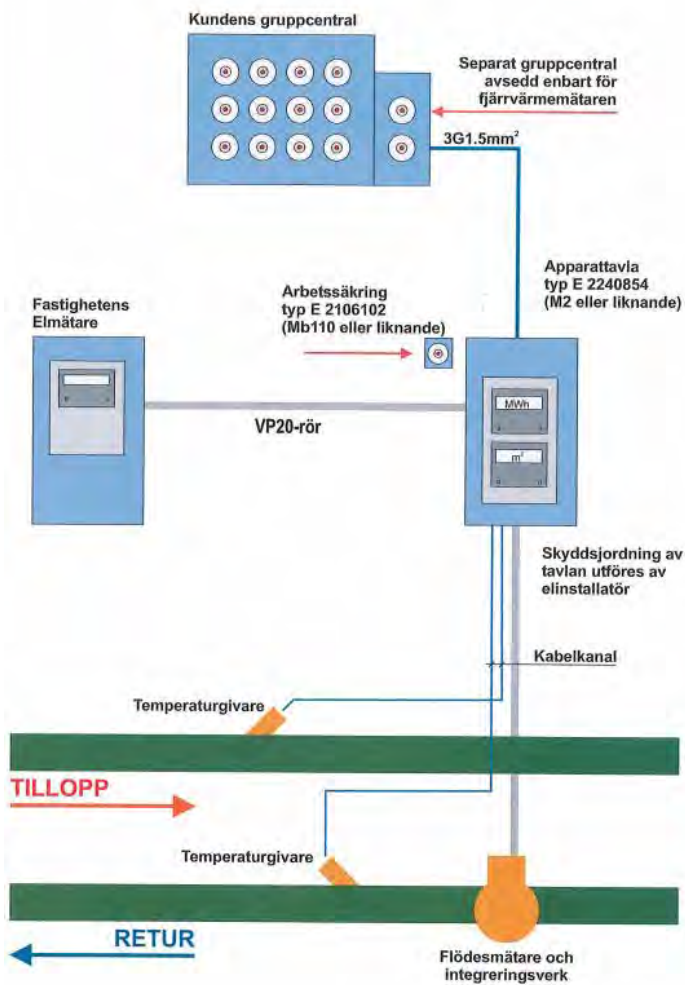 Kundens gruppcentral
Separat gruppcentral
avsedd enbart för
fjärrvärmemätaren
3G1.5mm²
Apparattavla
typ E 2240854
(M2 eller liknande)
Arbetssäkring
typ E 2106102
(Mb110 eller liknande)
Fastighetens
Elmätare
MWh
VP20-rör
m³
Skyddsjordning av
tavlan utföres av
elinstallatör
Kabelkanal
Temperaturgivare
TILLOPP
Temperaturgivare
RETUR
Flödesmätare och
integreringsverk